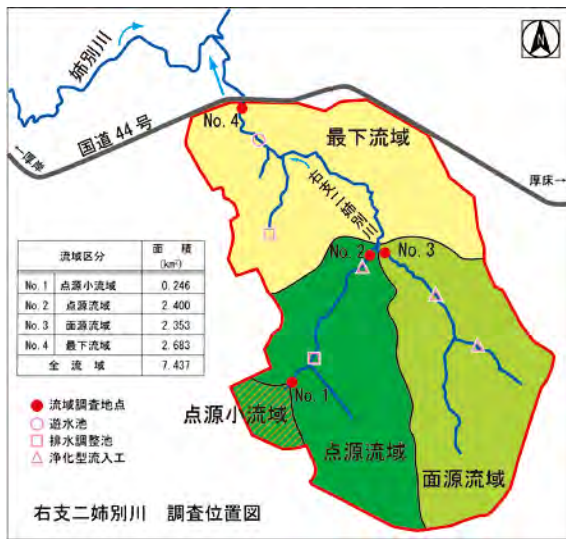 N
姉別川
国道44号
←厚岸
厚床→
No.4
最下流域
右支二姉別川
No.2
No.3
流域区分 面積(km²)
No.1 点源小流域 0.246
No.2 点源流域 2.400
No.3 面源流域 2.353
No.4 最下流域 2.683
全流域 7.437
流域調査地点
遊水池
排水調整池
浄化型流入工
No.1
点源小流域
点源流域
面源流域
右支二姉別川 調査位置図